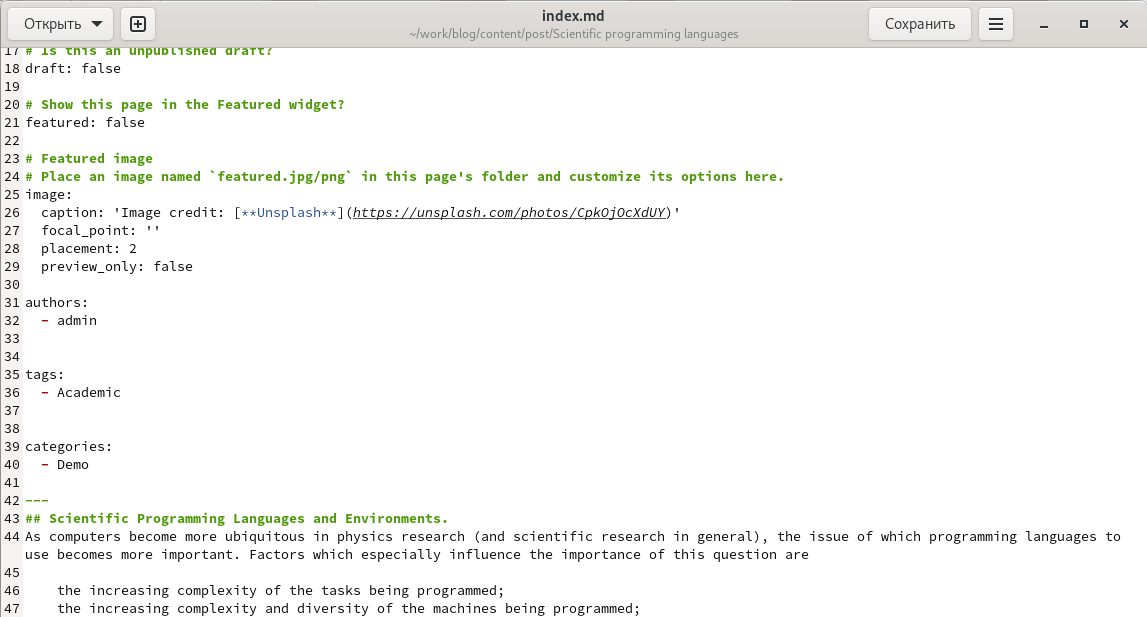 Открыть
index.md
~/work/blog/content/post/Scientific programming languages
Сохранить
17 # Is this an unpublished draft?
18 draft: false
19
20 # Show this page in the Featured widget?
21 featured: false
22
23 # Featured image
24 # Place an image named `featured.jpg/png` in this page's folder and customize its options here.
25 image:
26   caption: 'Image credit: [**Unsplash**](https://unsplash.com/photos/CpkOjOcXdUY)'
27   focal_point: ''
28   placement: 2
29   preview_only: false
30
31 authors:
32   - admin
33
34
35 tags:
36   - Academic
37
38
39 categories:
40   - Demo
41
42 ---
43 ## Scientific Programming Languages and Environments.
44 As computers become more ubiquitous in physics research (and scientific research in general), the issue of which programming languages to
use becomes more important. Factors which especially influence the importance of this question are
45
46     the increasing complexity of the tasks being programmed;
47     the increasing complexity and diversity of the machines being programmed;